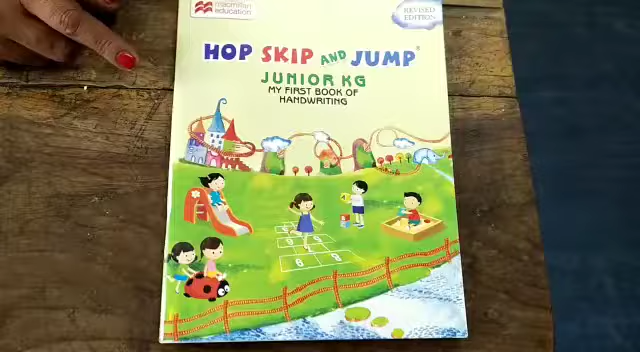 macmillan
education
REVISED
EDITION
HOP SKIP AND JUMP
JUNIOR KG
MY FIRST BOOK OF
HANDWRITING